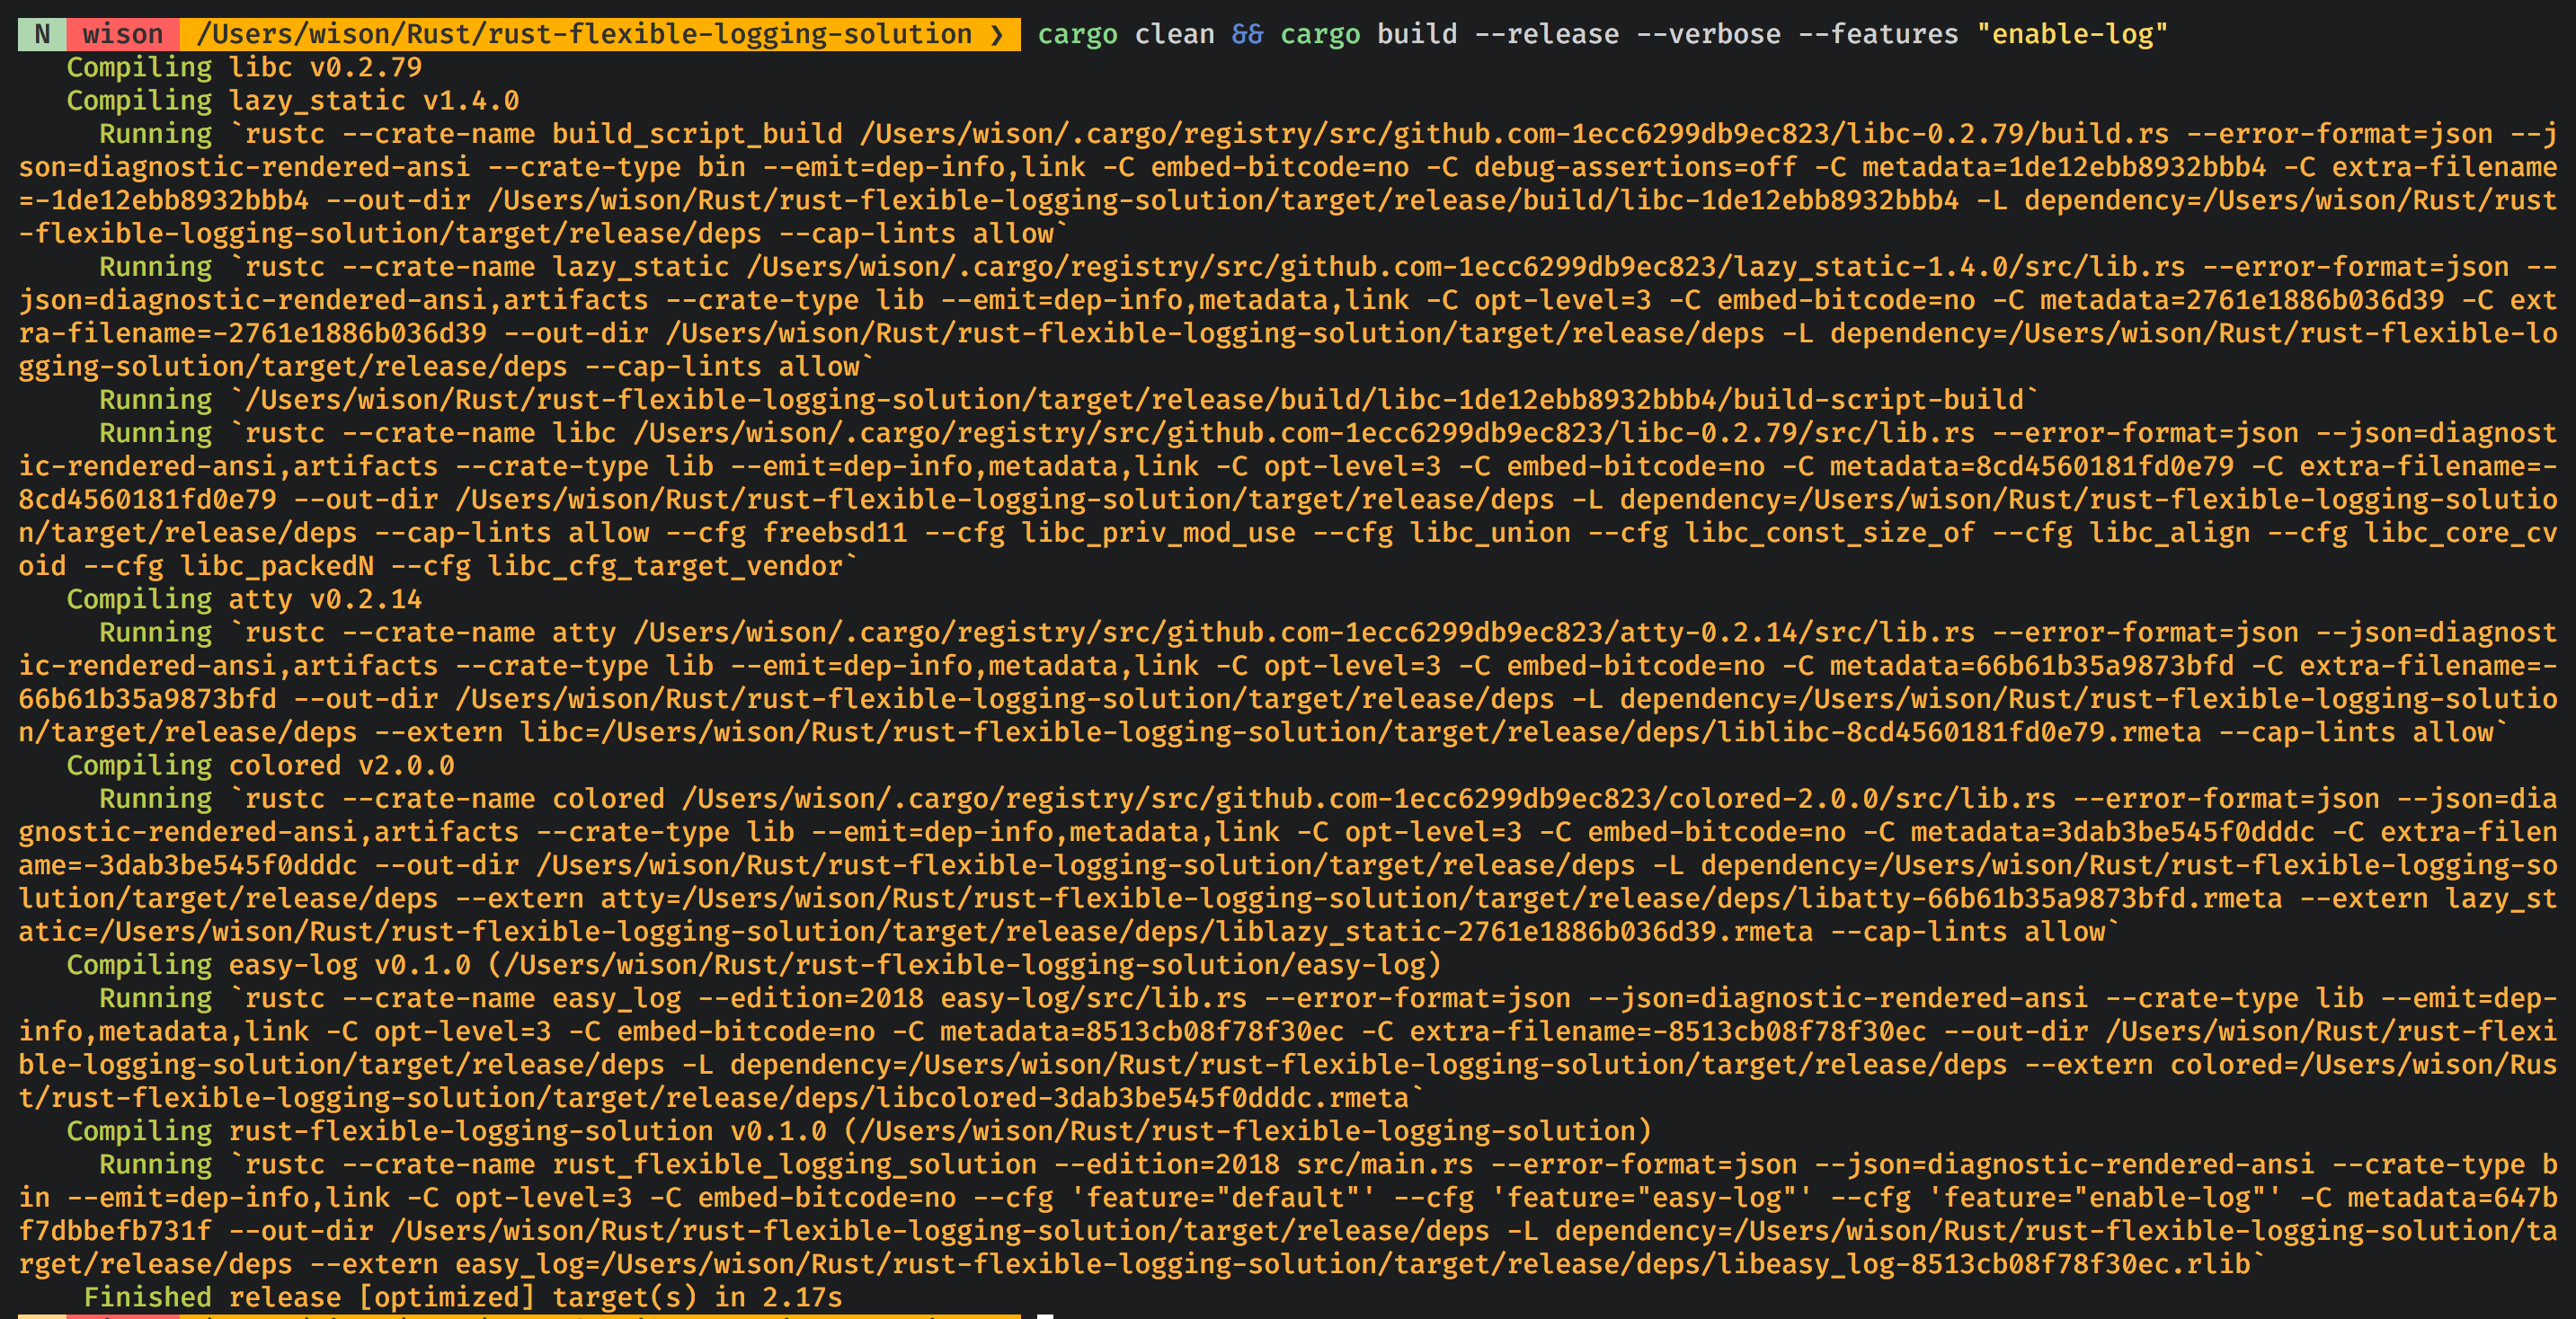 N wison /Users/wison/Rust/rust-flexible-logging-solution ❯ cargo clean && cargo build --release --verbose --features "enable-log"
Compiling libc v0.2.79
Compiling lazy_static v1.4.0
Running `rustc --crate-name build_script_build /Users/wison/.cargo/registry/src/github.com-1ecc6299db9ec823/libc-0.2.79/build.rs --error-format=json --j
son=diagnostic-rendered-ansi --crate-type bin --emit=dep-info,link -C embed-bitcode=no -C debug-assertions=off -C metadata=1de12ebb8932bbb4 -C extra-filename
=-1de12ebb8932bbb4 --out-dir /Users/wison/Rust/rust-flexible-logging-solution/target/release/build/libc-1de12ebb8932bbb4 -L dependency=/Users/wison/Rust/rust
-flexible-logging-solution/target/release/deps --cap-lints allow`
Running `rustc --crate-name lazy_static /Users/wison/.cargo/registry/src/github.com-1ecc6299db9ec823/lazy_static-1.4.0/src/lib.rs --error-format=json --
json=diagnostic-rendered-ansi,artifacts --crate-type lib --emit=dep-info,metadata,link -C opt-level=3 -C embed-bitcode=no -C metadata=2761e1886b036d39 -C ext
ra-filename=-2761e1886b036d39 --out-dir /Users/wison/Rust/rust-flexible-logging-solution/target/release/deps -L dependency=/Users/wison/Rust/rust-flexible-lo
gging-solution/target/release/deps --cap-lints allow`
Running `/Users/wison/Rust/rust-flexible-logging-solution/target/release/build/libc-1de12ebb8932bbb4/build-script-build`
Running `rustc --crate-name libc /Users/wison/.cargo/registry/src/github.com-1ecc6299db9ec823/libc-0.2.79/src/lib.rs --error-format=json --json=diagnost
ic-rendered-ansi,artifacts --crate-type lib --emit=dep-info,metadata,link -C opt-level=3 -C embed-bitcode=no -C metadata=8cd4560181fd0e79 -C extra-filename=-
8cd4560181fd0e79 --out-dir /Users/wison/Rust/rust-flexible-logging-solution/target/release/deps -L dependency=/Users/wison/Rust/rust-flexible-logging-solutio
n/target/release/deps --cap-lints allow --cfg freebsd11 --cfg libc_priv_mod_use --cfg libc_union --cfg libc_const_size_of --cfg libc_align --cfg libc_core_cv
oid --cfg libc_packedN --cfg libc_cfg_target_vendor`
Compiling atty v0.2.14
Running `rustc --crate-name atty /Users/wison/.cargo/registry/src/github.com-1ecc6299db9ec823/atty-0.2.14/src/lib.rs --error-format=json --json=diagnost
ic-rendered-ansi,artifacts --crate-type lib --emit=dep-info,metadata,link -C opt-level=3 -C embed-bitcode=no -C metadata=66b61b35a9873bfd -C extra-filename=-
66b61b35a9873bfd --out-dir /Users/wison/Rust/rust-flexible-logging-solution/target/release/deps -L dependency=/Users/wison/Rust/rust-flexible-logging-solutio
n/target/release/deps --extern libc=/Users/wison/Rust/rust-flexible-logging-solution/target/release/deps/liblibc-8cd4560181fd0e79.rmeta --cap-lints allow`
Compiling colored v2.0.0
Running `rustc --crate-name colored /Users/wison/.cargo/registry/src/github.com-1ecc6299db9ec823/colored-2.0.0/src/lib.rs --error-format=json --json=dia
gnostic-rendered-ansi,artifacts --crate-type lib --emit=dep-info,metadata,link -C opt-level=3 -C embed-bitcode=no -C metadata=3dab3be545f0dddc -C extra-filen
ame=-3dab3be545f0dddc --out-dir /Users/wison/Rust/rust-flexible-logging-solution/target/release/deps -L dependency=/Users/wison/Rust/rust-flexible-logging-so
lution/target/release/deps --extern atty=/Users/wison/Rust/rust-flexible-logging-solution/target/release/deps/libatty-66b61b35a9873bfd.rmeta --extern lazy_st
atic=/Users/wison/Rust/rust-flexible-logging-solution/target/release/deps/liblazy_static-2761e1886b036d39.rmeta --cap-lints allow`
Compiling easy-log v0.1.0 (/Users/wison/Rust/rust-flexible-logging-solution/easy-log)
Running `rustc --crate-name easy_log --edition=2018 easy-log/src/lib.rs --error-format=json --json=diagnostic-rendered-ansi --crate-type lib --emit=dep-
info,metadata,link -C opt-level=3 -C embed-bitcode=no -C metadata=8513cb08f78f30ec -C extra-filename=-8513cb08f78f30ec --out-dir /Users/wison/Rust/rust-flexi
ble-logging-solution/target/release/deps -L dependency=/Users/wison/Rust/rust-flexible-logging-solution/target/release/deps --extern colored=/Users/wison/Rus
t/rust-flexible-logging-solution/target/release/deps/libcolored-3dab3be545f0dddc.rmeta`
Compiling rust-flexible-logging-solution v0.1.0 (/Users/wison/Rust/rust-flexible-logging-solution)
Running `rustc --crate-name rust_flexible_logging_solution --edition=2018 src/main.rs --error-format=json --json=diagnostic-rendered-ansi --crate-type b
in --emit=dep-info,link -C opt-level=3 -C embed-bitcode=no --cfg 'feature="default"' --cfg 'feature="easy-log"' --cfg 'feature="enable-log"' -C metadata=647b
f7dbbefb731f --out-dir /Users/wison/Rust/rust-flexible-logging-solution/target/release/deps -L dependency=/Users/wison/Rust/rust-flexible-logging-solution/ta
rget/release/deps --extern easy_log=/Users/wison/Rust/rust-flexible-logging-solution/target/release/deps/libeasy_log-8513cb08f78f30ec.rlib`
Finished release [optimized] target(s) in 2.17s